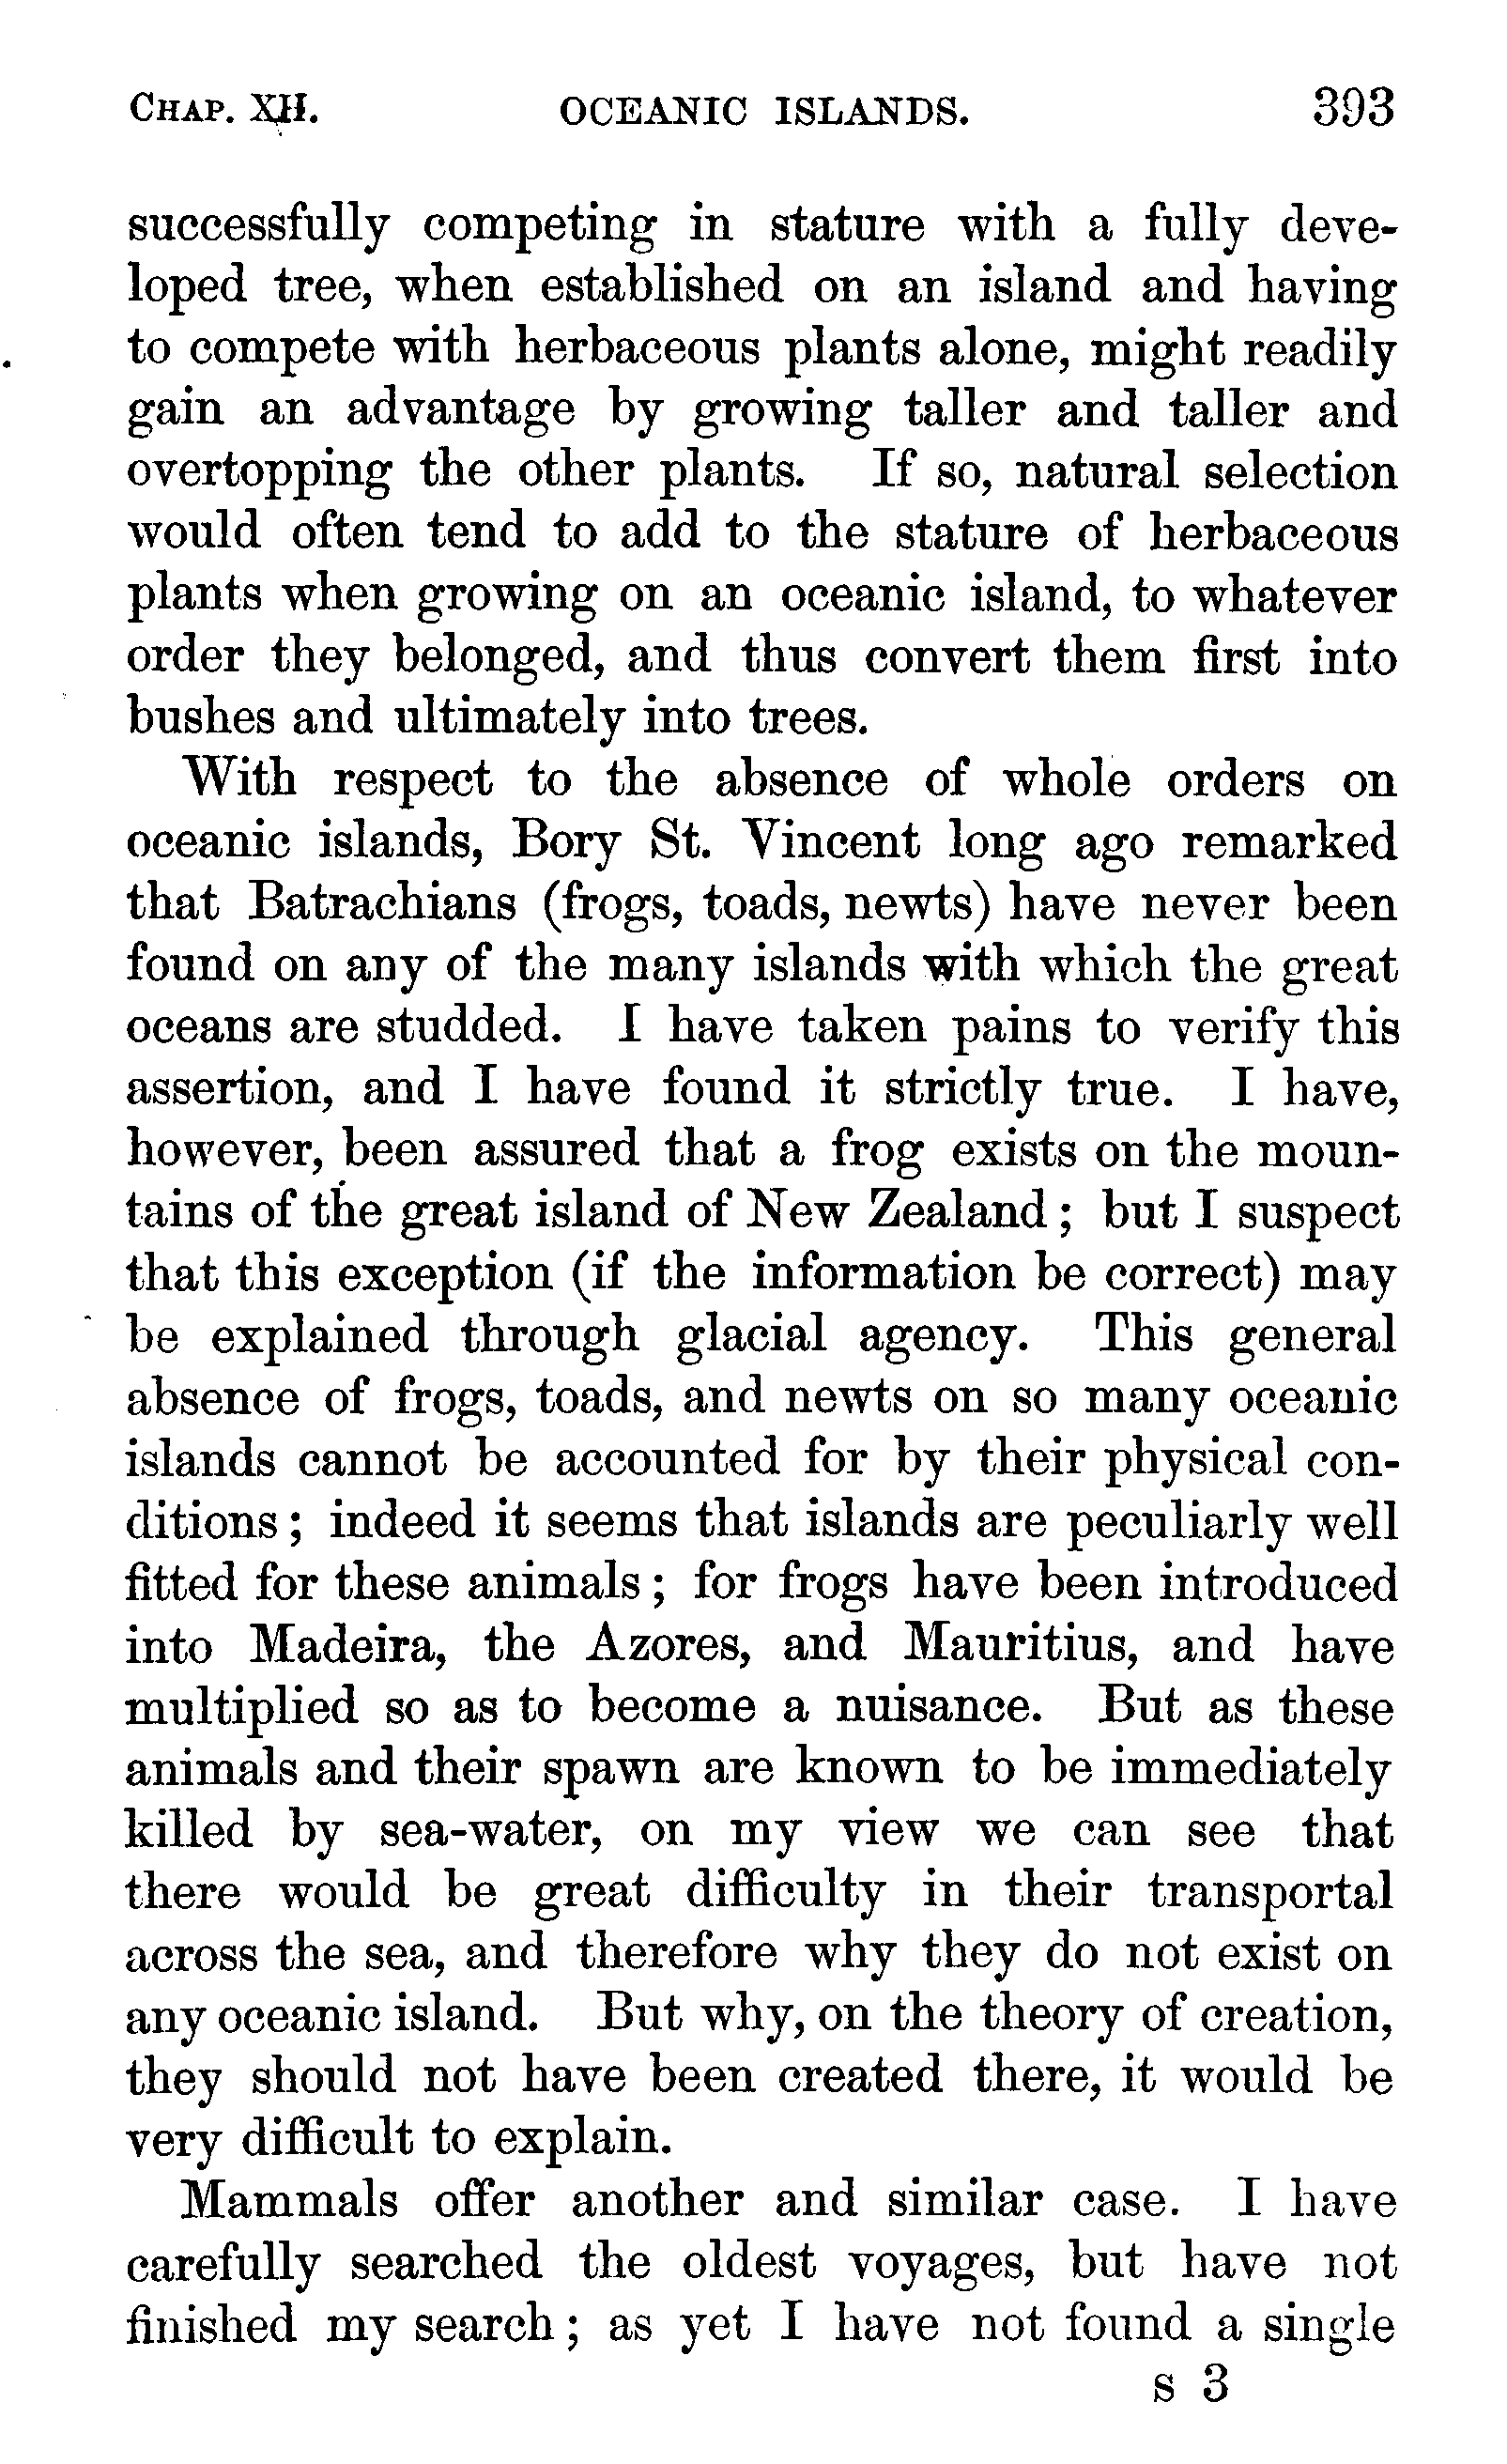 CHAP. XII. OCEANIC ISLANDS. 393
successfully competing in stature with a fully deve-
loped tree, when established on an island and having
to compete with herbaceous plants alone, might readily
gain an advantage by growing taller and taller and
overtopping the other plants. If so, natural selection
would often tend to add to the stature of herbaceous
plants when growing on an oceanic island, to whatever
order they belonged, and thus convert them first into
bushes and ultimately into trees.
With respect to the absence of whole orders on
oceanic islands, Bory St. Vincent long ago remarked
that Batrachians (frogs, toads, newts) have never been
found on any of the many islands with which the great
oceans are studded. I have taken pains to verify this
assertion, and I have found it strictly true. I have,
however, been assured that a frog exists on the moun-
tains of the great island of New Zealand; but I suspect
that this exception (if the information be correct) may
be explained through glacial agency. This general
absence of frogs, toads, and newts on so many oceanic
islands cannot be accounted for by their physical con-
ditions; indeed it seems that islands are peculiarly well
fitted for these animals; for frogs have been introduced
into Madeira, the Azores, and Mauritius, and have
multiplied so as to become a nuisance. But as these
animals and their spawn are known to be immediately
killed by sea-water, on my view we can see that
there would be great difficulty in their transportal
across the sea, and therefore why they do not exist on
any oceanic island. But why, on the theory of creation,
they should not have been created there, it would be
very difficult to explain.
Mammals offer another and similar case. I have
carefully searched the oldest voyages, but have not
finished my search; as yet I have not found a single
S 3